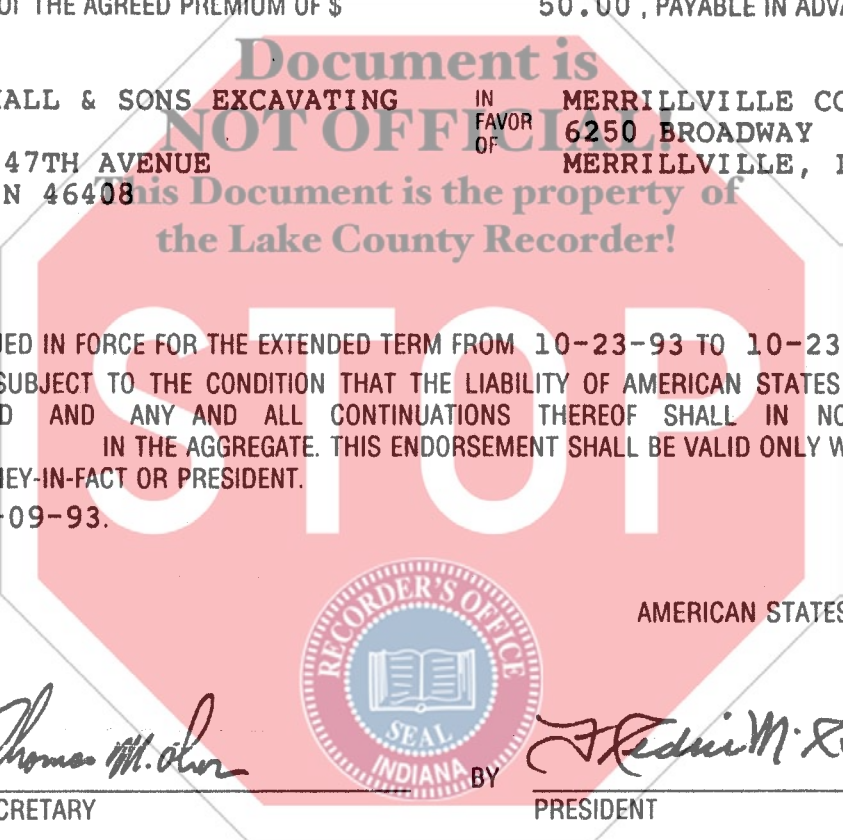 OF THE AGREED PREMIUM OF $ 50.00 , PAYABLE IN ADVA
Document is
ALL & SONS EXCAVATING IN FAVOR OF MERRILLVILLE CO
NOT OFFICIAL!
6250 BROADWAY
47TH AVENUE MERRILLVILLE, I
N 46408
This Document is the property of
the Lake County Recorder!
STOP
UED IN FORCE FOR THE EXTENDED TERM FROM 10-23-93 TO 10-23
SUBJECT TO THE CONDITION THAT THE LIABILITY OF AMERICAN STATES
D AND ANY AND ALL CONTINUATIONS THEREOF SHALL IN NO
IN THE AGGREGATE. THIS ENDORSEMENT SHALL BE VALID ONLY W
NEY-IN-FACT OR PRESIDENT.
-09-93.
AMERICAN STATES
RECORDER'S OFFICE
SEAL
INDIANA
Thomas M.
BY
CRETARY
PRESIDENT